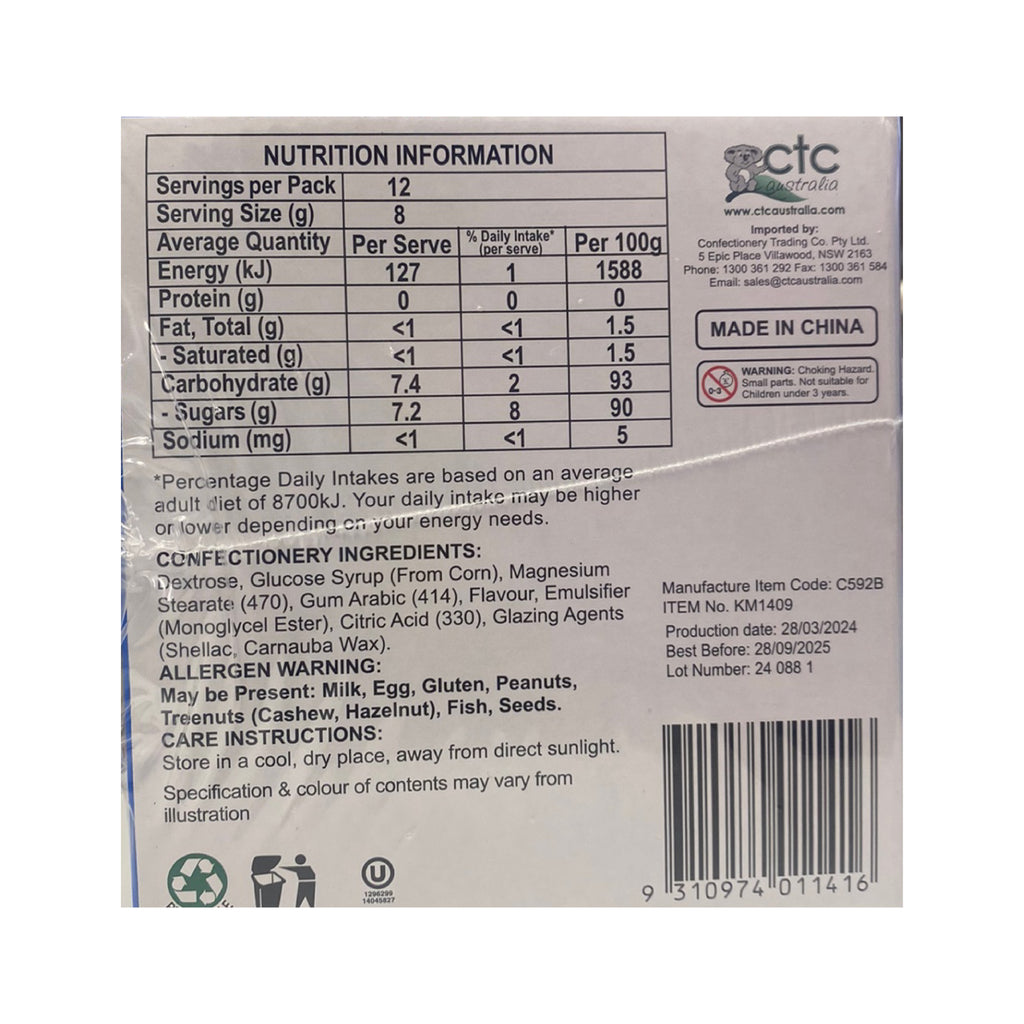 NUTRITION INFORMATION
Servings per Pack 12
Serving Size (g) 8
Average Quantity Per Serve % Daily Intake* (per serve) Per 100g
Energy (kJ) 127 1 1588
Protein (g) 0 0 0
Fat, Total (g) <1 <1 1.5
- Saturated (g) <1 <1 1.5
Carbohydrate (g) 7.4 2 93
- Sugars (g) 7.2 8 90
Sodium (mg) <1 <1 5
*Percentage Daily Intakes are based on an average
adult diet of 8700kJ. Your daily intake may be higher
or lower depending on your energy needs.
CONFECTIONERY INGREDIENTS:
Dextrose, Glucose Syrup (From Corn), Magnesium
Stearate (470), Gum Arabic (414), Flavour, Emulsifier
(Monoglycel Ester), Citric Acid (330), Glazing Agents
(Shellac, Carnauba Wax).
ALLERGEN WARNING:
May be Present: Milk, Egg, Gluten, Peanuts,
Treenuts (Cashew, Hazelnut), Fish, Seeds.
CARE INSTRUCTIONS:
Store in a cool, dry place, away from direct sunlight.
Specification & colour of contents may vary from
illustration
U
1296299
14045827
ctc
australia
www.ctcaustralia.com
Imported by:
Confectionery Trading Co. Pty Ltd.
5 Epic Place Villawood, NSW 2163
Phone: 1300 361 292 Fax: 1300 361 584
Email: sales@ctcaustralia.com
MADE IN CHINA
0-3
WARNING: Choking Hazard.
Small parts. Not suitable for
Children under 3 years.
Manufacture Item Code: C592B
ITEM No. KM1409
Production date: 28/03/2024
Best Before: 28/09/2025
Lot Number: 24 088 1
9 310974 011416